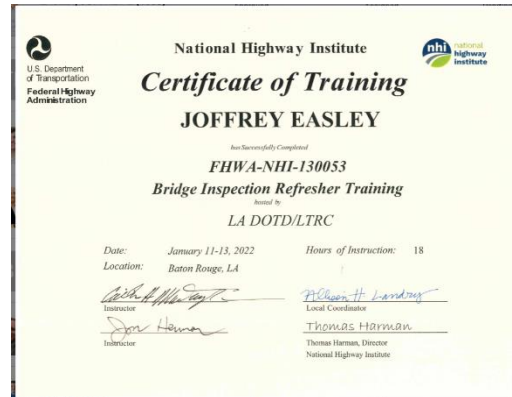 U.S. Department
of Transportation
Federal Highway
Administration
National Highway Institute
nhi national
highway
institute
Certificate of Training
JOFFREY EASLEY
has Successfully Completed
FHWA-NHI-130053
Bridge Inspection Refresher Training
hosted by
LA DOTD/LTRC
Date: January 11-13, 2022 Hours of Instruction: 18
Location: Baton Rouge, LA
Instructor
Allison H Landry
Local Coordinator
Jon
Instructor
Thomas Harman
Thomas Harman, Director
National Highway Institute